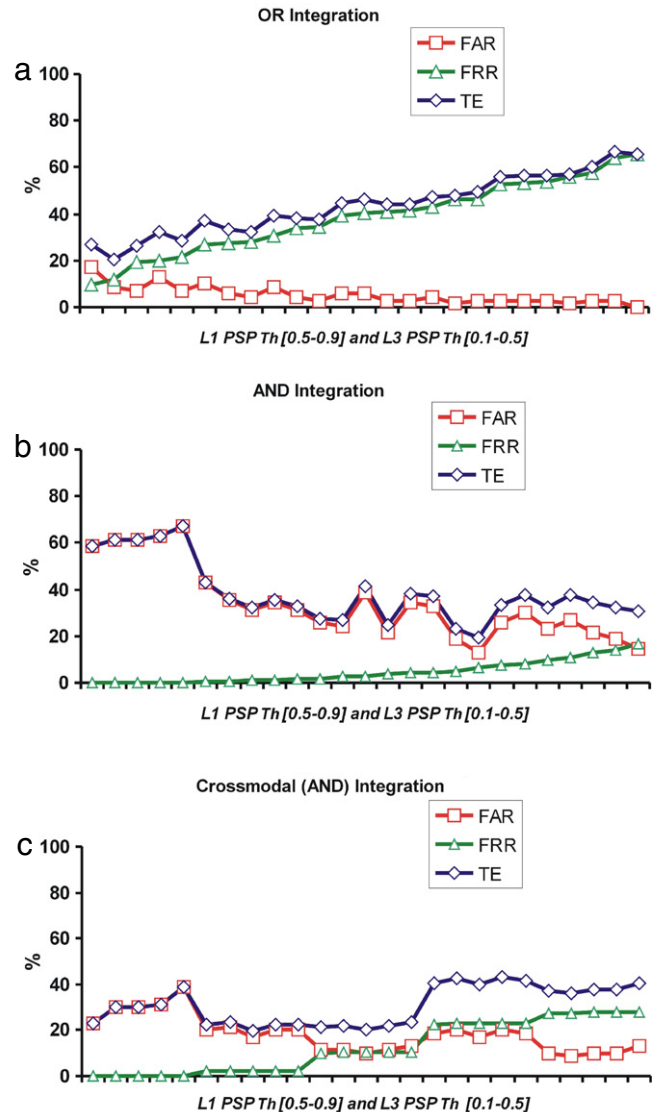 OR Integration
a
FAR
FRR
TE
100
80
60
40
20
0
%
L1 PSP Th [0.5-0.9] and L3 PSP Th [0.1-0.5]
AND Integration
b
FAR
FRR
TE
100
80
60
40
20
0
%
L1 PSP Th [0.5-0.9] and L3 PSP Th [0.1-0.5]
Crossmodal (AND) Integration
c
FAR
FRR
TE
100
80
60
40
20
0
%
L1 PSP Th [0.5-0.9] and L3 PSP Th [0.1-0.5]